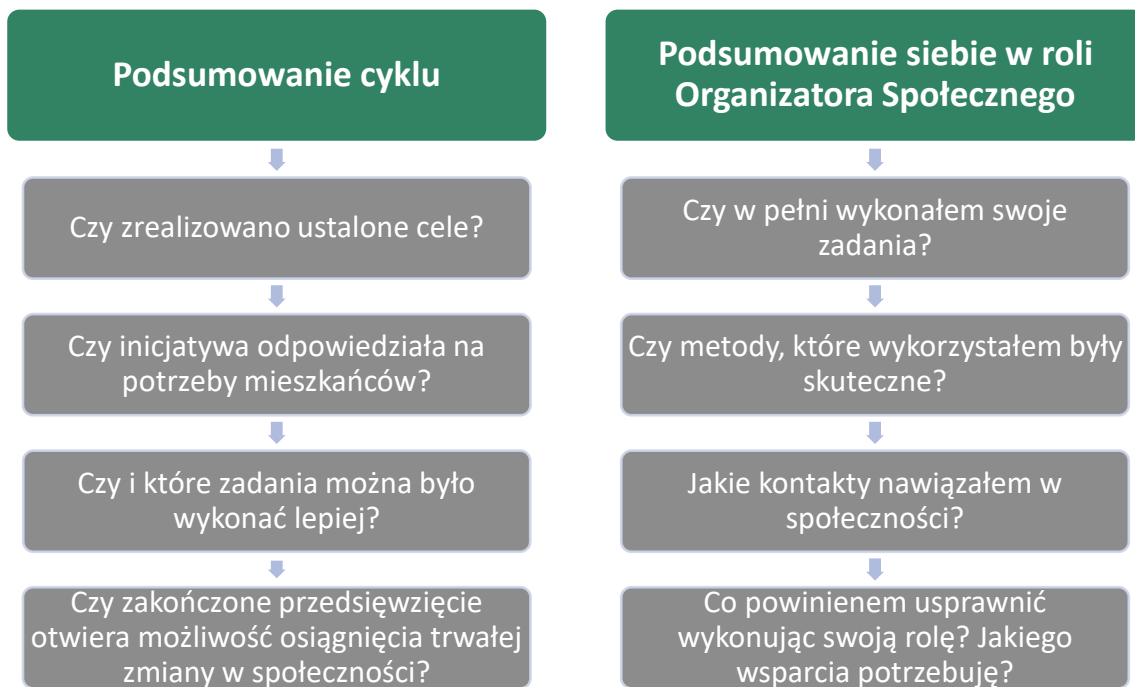 Podsumowanie cyklu
Czy zrealizowano ustalone cele?
Czy inicjatywa odpowiedziała na
potrzeby mieszkańców?
Czy i które zadania można było
wykonać lepiej?
Czy zakończone przedsięwzięcie
otwiera możliwość osiągnięcia trwałej
zmiany w społeczności?
Podsumowanie siebie w roli
Organizatora Społecznego
Czy w pełni wykonałem swoje
zadania?
Czy metody, które wykorzystałem były
skuteczne?
Jakie kontakty nawiązałem w
społeczności?
Co powinienem usprawnić
wykonując swoją rolę? Jakiego
wsparcia potrzebuję?